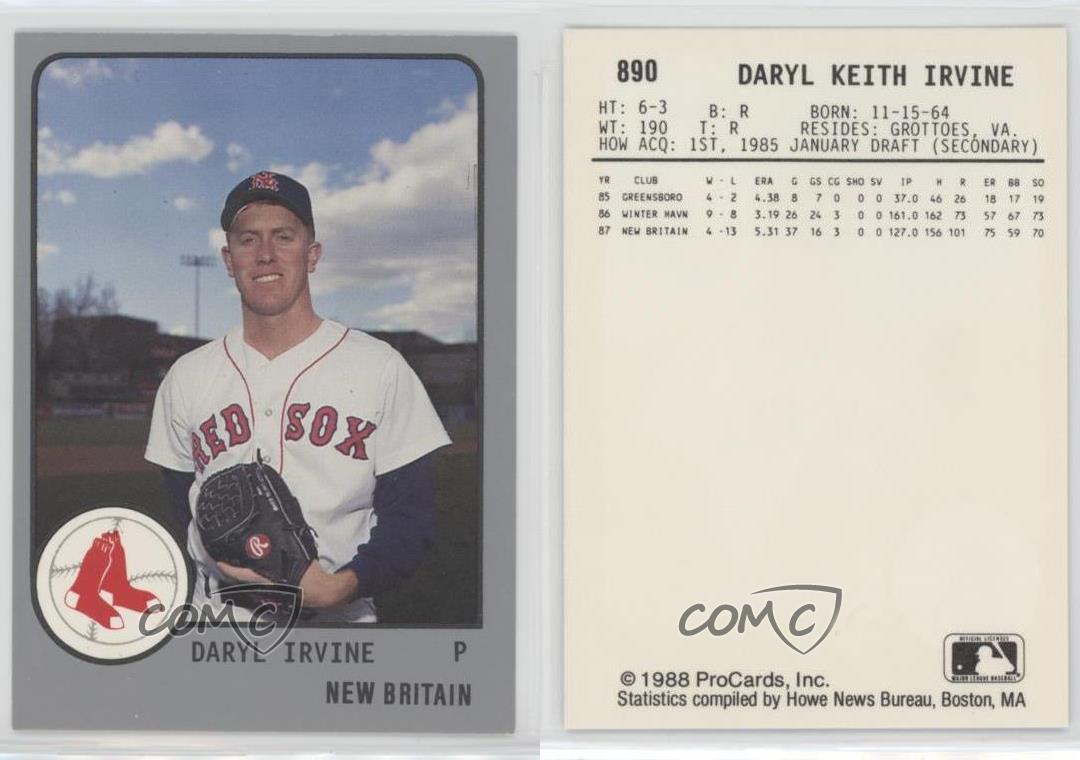 RED SOX
COMC
DARYL IRVINE P
NEW BRITAIN
890 DARYL KEITH IRVINE
HT: 6-3 B: R BORN: 11-15-64
WT: 190 T: R RESIDES: GROTTOES, VA.
HOW ACQ: 1ST, 1985 JANUARY DRAFT (SECONDARY)
YR CLUB W - L ERA G GS CG SHO SV IP H R ER BB SO
85 GREENSBORO 4 - 2 4.38 8 7 0 0 0 37.0 46 26 18 17 19
86 WINTER HAVN 9 - 8 3.19 26 24 3 0 0 161.0 162 73 57 67 73
87 NEW BRITAIN 4 -13 5.31 37 16 3 0 0 127.0 156 101 75 59 70
COMC
OFFICIAL LICENSEE
MAJOR LEAGUE BASEBALL
© 1988 ProCards, Inc.
Statistics compiled by Howe News Bureau, Boston, MA